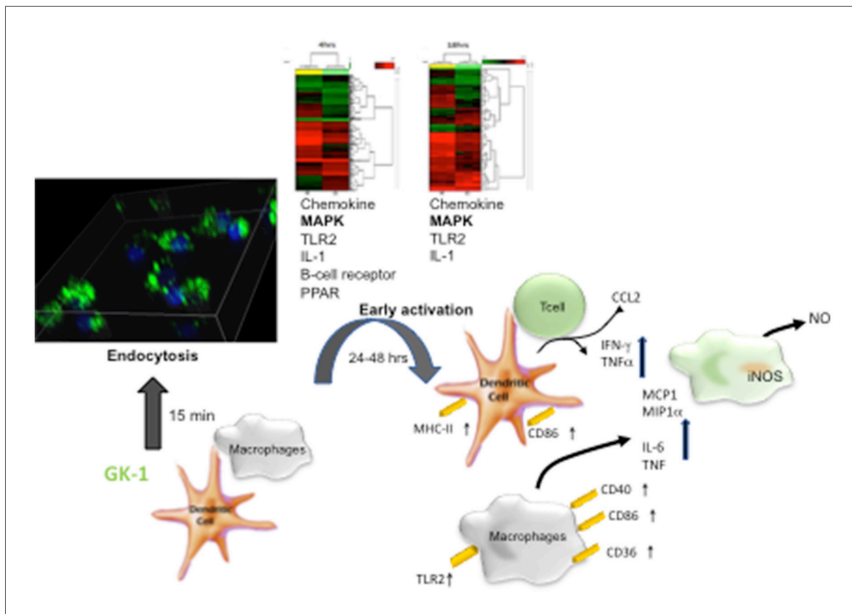 4hrs
18hrs
Chemokine
MAPK
TLR2
IL-1
B-cell receptor
PPAR
Chemokine
MAPK
TLR2
IL-1
Early activation
24-48 hrs
Endocytosis
15 min
GK-1
Macrophages
Dendritic
Cell
Tcell
CCL2
IFN-γ
TNFα
Dendritic
Cell
MHC-II ↑
CD86 ↑
NO
iNOS
MCP1
MIP1α
IL-6
TNF
CD40 ↑
CD86 ↑
CD36 ↑
Macrophages
TLR2↑